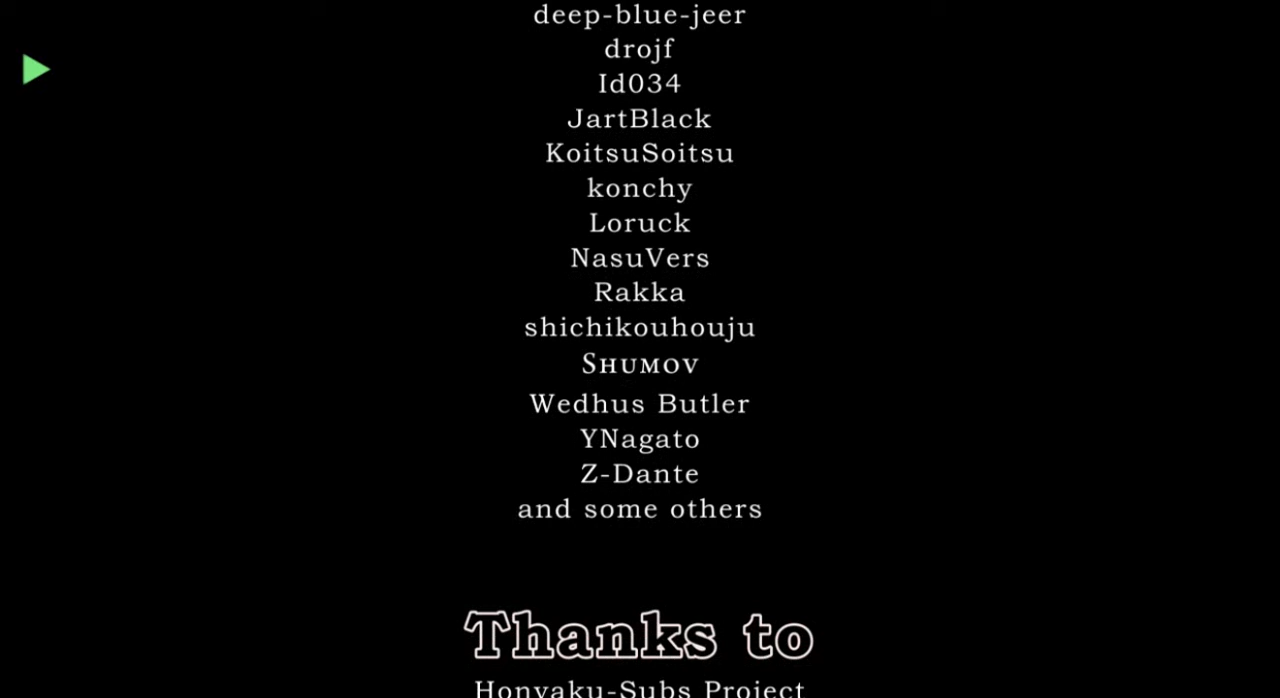 deep-blue-jeer
drojf
Id034
JartBlack
KoitsuSoitsu
konchy
Loruck
NasuVers
Rakka
shichikouhouju
Sʜᴜᴍᴏᴠ
Wedhus Butler
YNagato
Z-Dante
and some others
Thanks to
Honyaku-Subs Project